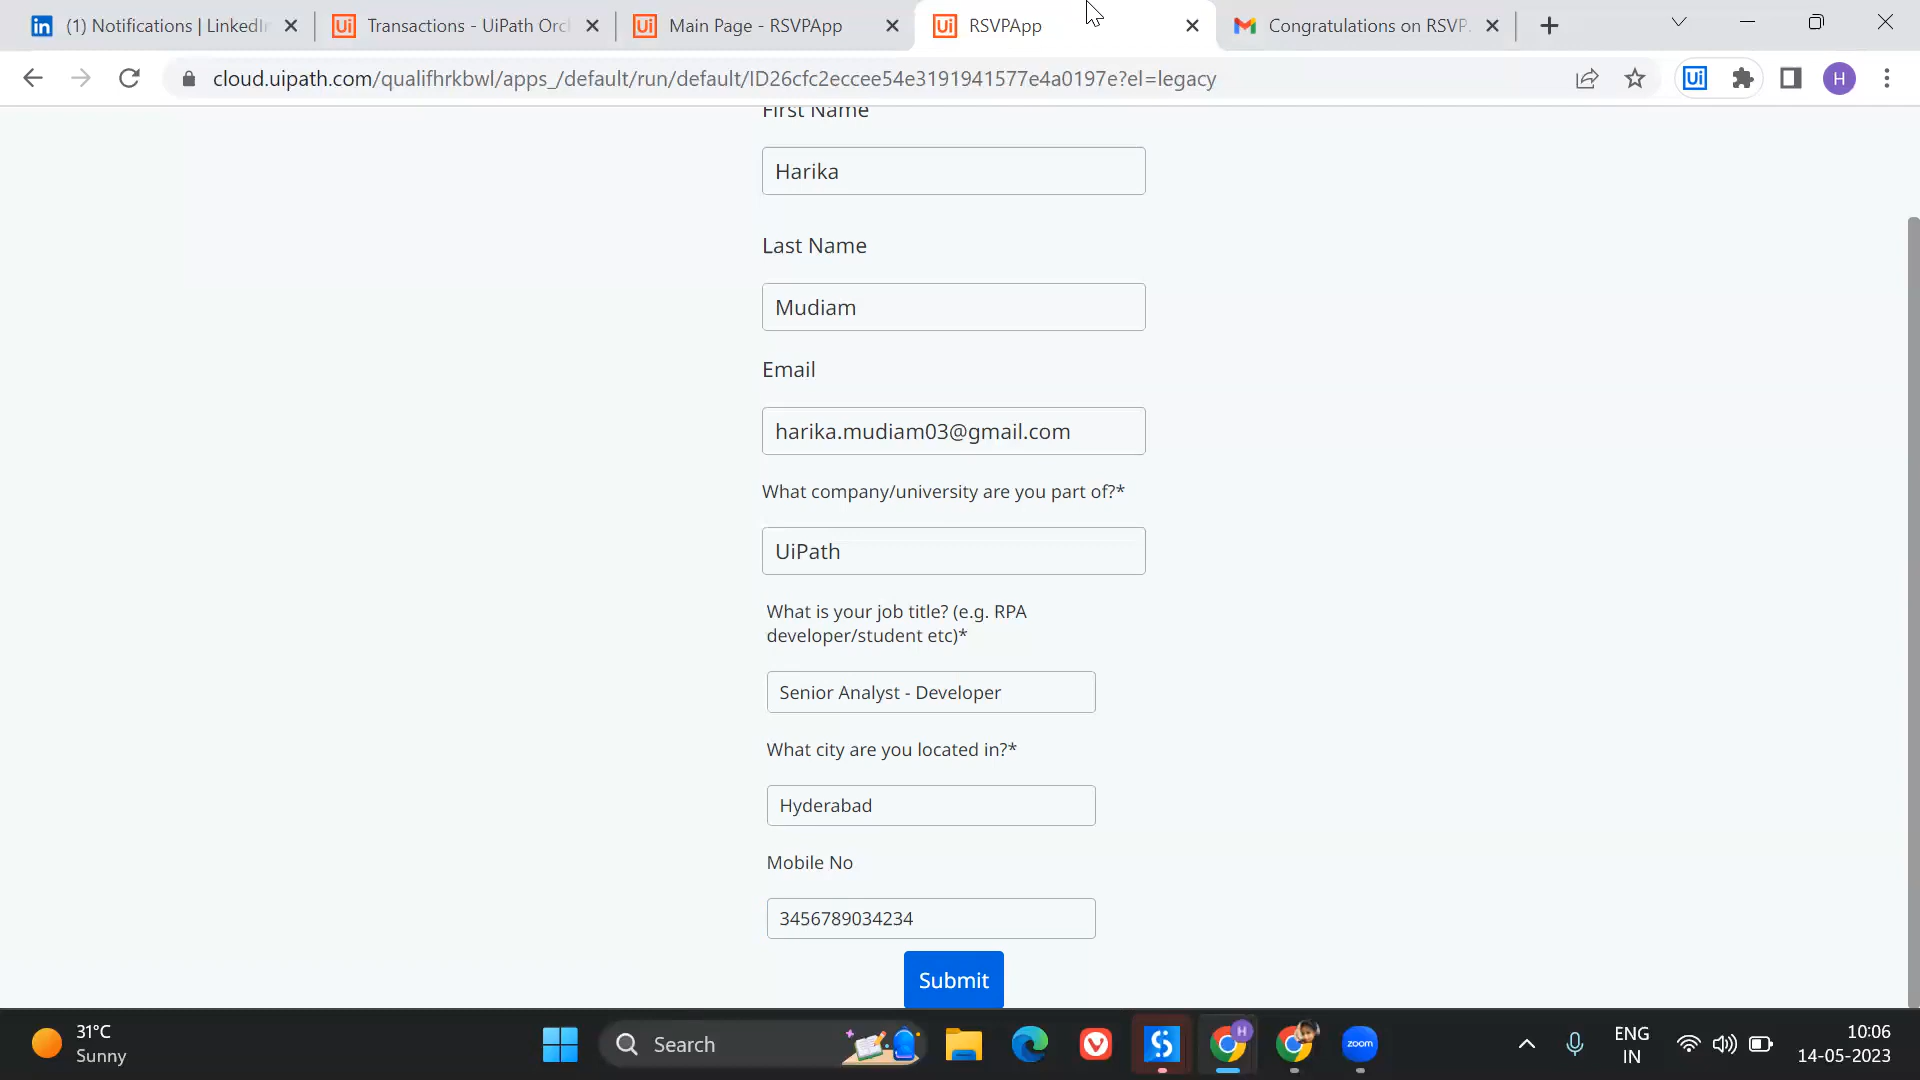 (1) Notifications | LinkedIn
Transactions - UiPath Orc
Main Page - RSVPApp
RSVPApp
Congratulations on RSVP
cloud.uipath.com/qualifhrkbwl/apps_/default/run/default/ID26cfc2eccee54e3191941577e4a0197e?el=legacy
H
First Name
Harika
Last Name
Mudiam
Email
harika.mudiam03@gmail.com
What company/university are you part of?*
UiPath
What is your job title? (e.g. RPA
developer/student etc)*
Senior Analyst - Developer
What city are you located in?*
Hyderabad
Mobile No
3456789034234
Submit
31°C
Sunny
Search
zoom
ENG
IN
10:06
14-05-2023